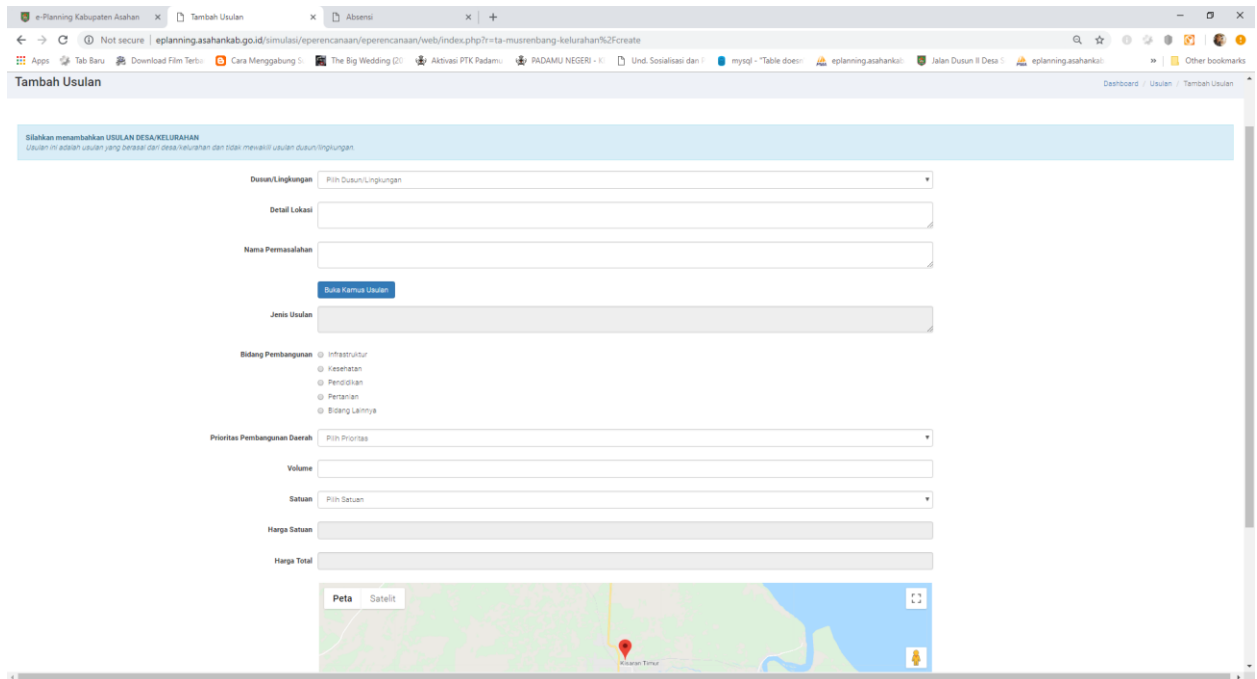 e-Planning Kabupaten Asahan
Tambah Usulan
Absensi
Not secure | eplanning.asahankab.go.id/simulasi/eperencanaan/eperencanaan/web/index.php?r=ta-musrenbang-kelurahan%2Fcreate
Apps Tab Baru Download Film Terba Cara Menggabung S The Big Wedding (20 Aktivasi PTK Padamu PADAMU NEGERI - Und. Sosialisasi dan mysql - "Table doesn eplanning.asahankab Jalan Dusun II Desa S eplanning.asahankab » Other bookmarks
Tambah Usulan
Dashboard / Usulan / Tambah Usulan
Silahkan menambahkan USULAN DESA/KELURAHAN
Usulan ini adalah usulan yang berasal dari desa/kelurahan dan tidak mewakili usulan dusun/lingkungan.
Dusun/Lingkungan Pilih Dusun/Lingkungan
Detail Lokasi
Nama Permasalahan
Buka Kamus Usulan
Jenis Usulan
Bidang Pembangunan Infrastruktur
Kesehatan
Pendidikan
Pertanian
Bidang Lainnya
Prioritas Pembangunan Daerah Pilih Prioritas
Volume
Satuan Pilih Satuan
Harga Satuan
Harga Total
Peta Satelit
Kisaran Timur